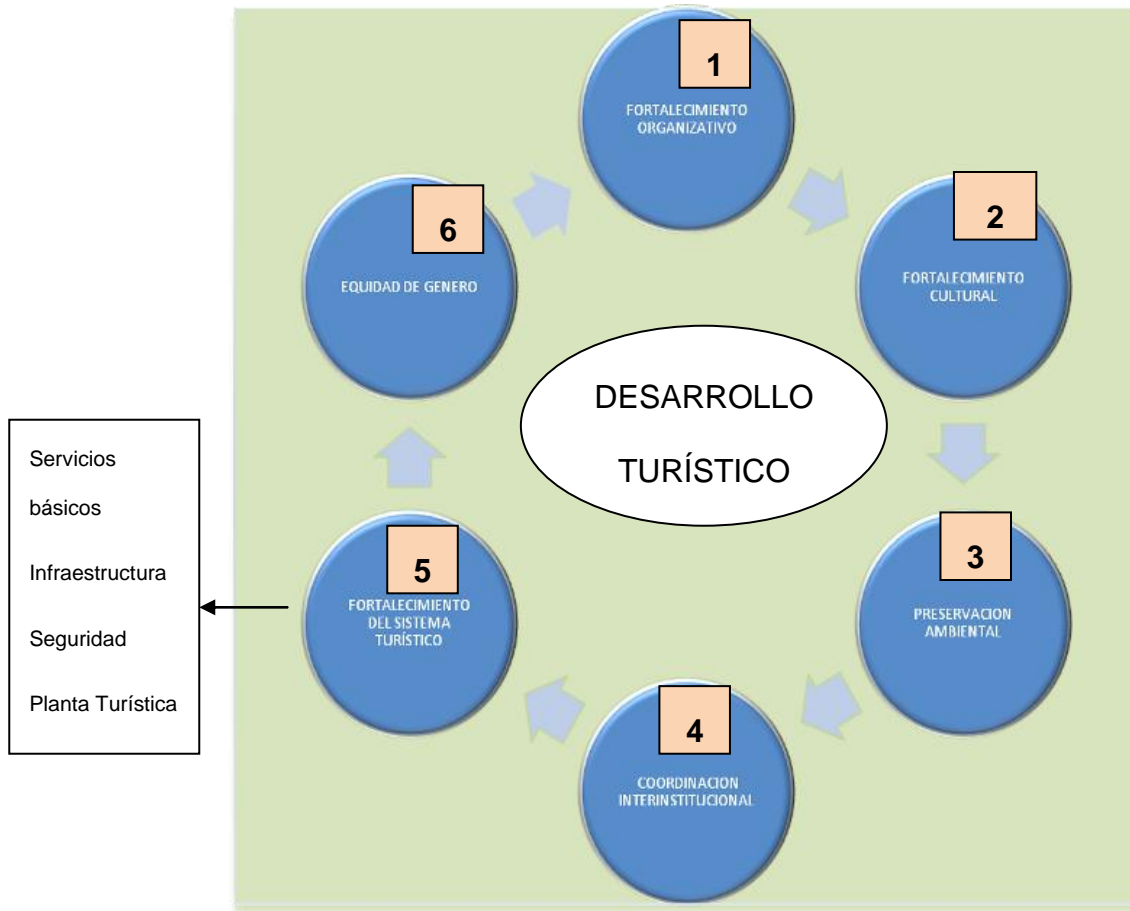 1
FORTALECIMIENTO
ORGANIZATIVO
2
FORTALECIMIENTO
CULTURAL
3
PRESERVACION
AMBIENTAL
4
COORDINACION
INTERINSTITUCIONAL
5
FORTALECIMIENTO
DEL SISTEMA
TURÍSTICO
6
EQUIDAD DE GENERO
DESARROLLO
TURÍSTICO
Servicios
básicos
Infraestructura
Seguridad
Planta Turística